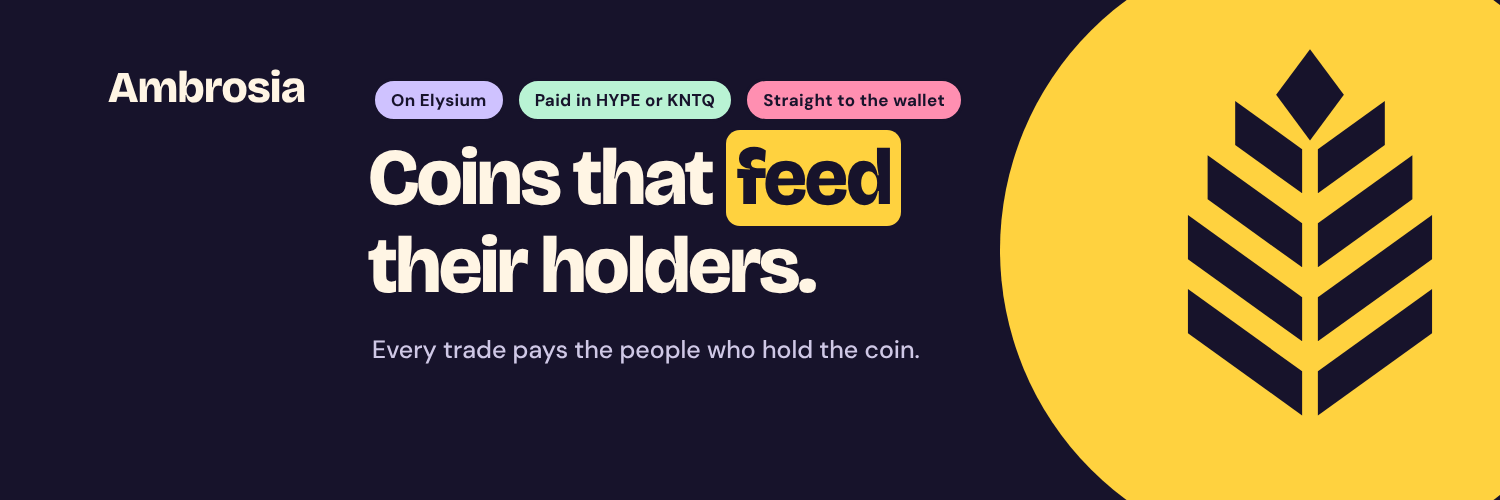 Ambrosia
On Elysium
Paid in HYPE or KNTQ
Straight to the wallet
Coins that feed
their holders.
Every trade pays the people who hold the coin.